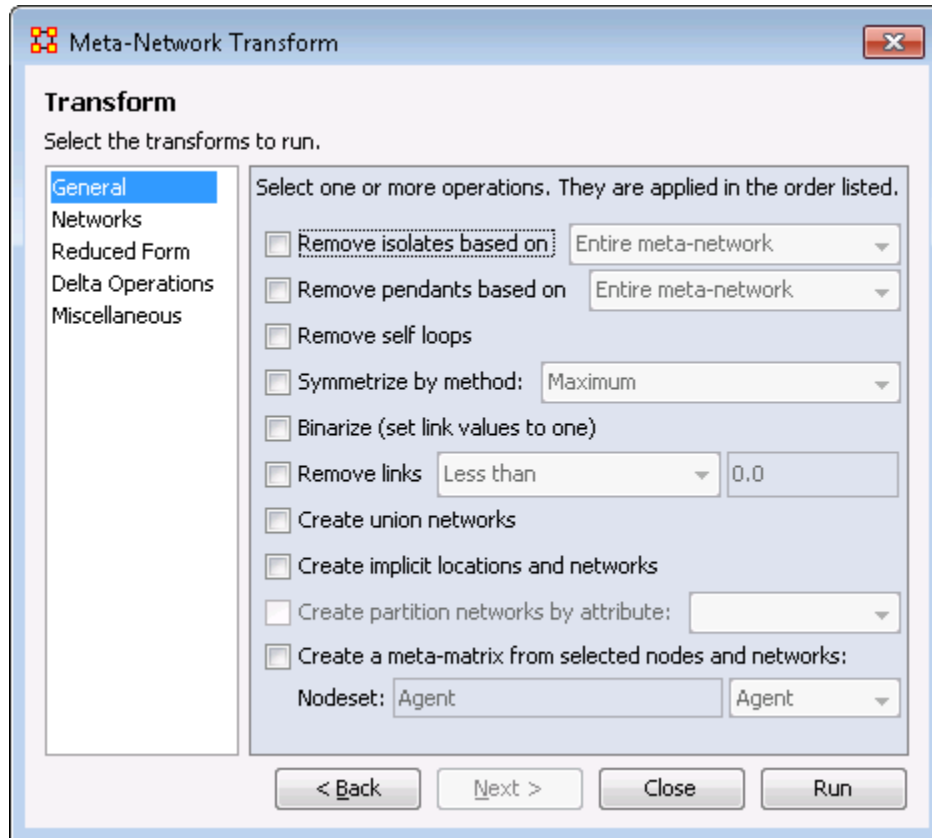 Meta-Network Transform
Transform
Select the transforms to run.
General
Networks
Reduced Form
Delta Operations
Miscellaneous
Select one or more operations. They are applied in the order listed.
Remove isolates based on Entire meta-network
Remove pendants based on Entire meta-network
Remove self loops
Symmetrize by method: Maximum
Binarize (set link values to one)
Remove links Less than 0.0
Create union networks
Create implicit locations and networks
Create partition networks by attribute:
Create a meta-matrix from selected nodes and networks:
Nodeset: Agent Agent
< Back Next > Close Run